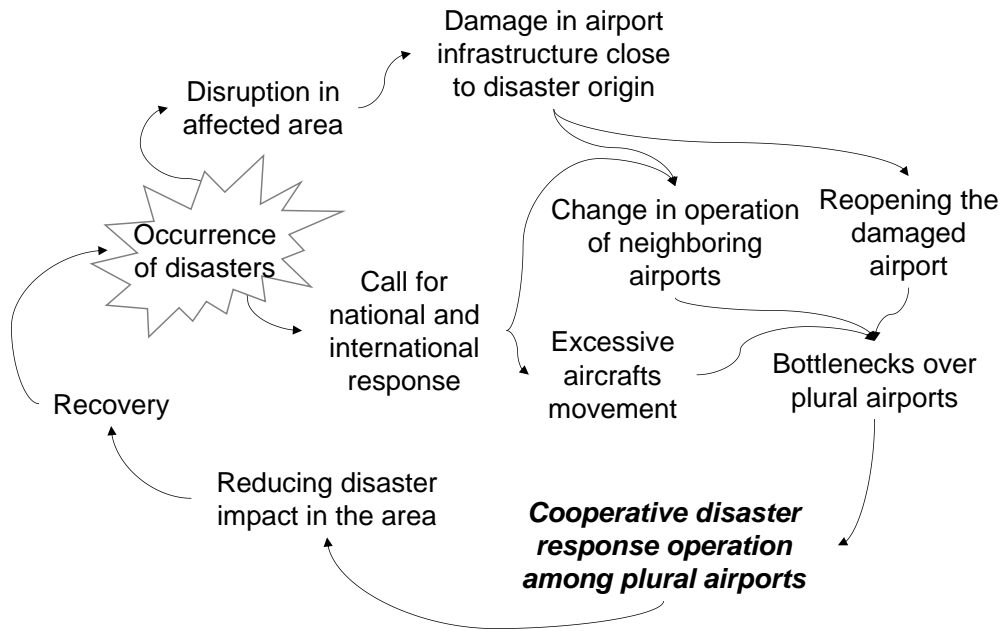 Damage in airport
infrastructure close
to disaster origin
Disruption in
affected area
Occurrence
of disasters
Change in operation
of neighboring
airports
Reopening the
damaged
airport
Call for
national and
international
response
Excessive
aircrafts
movement
Bottlenecks over
plural airports
Recovery
Reducing disaster
impact in the area
Cooperative disaster
response operation
among plural airports